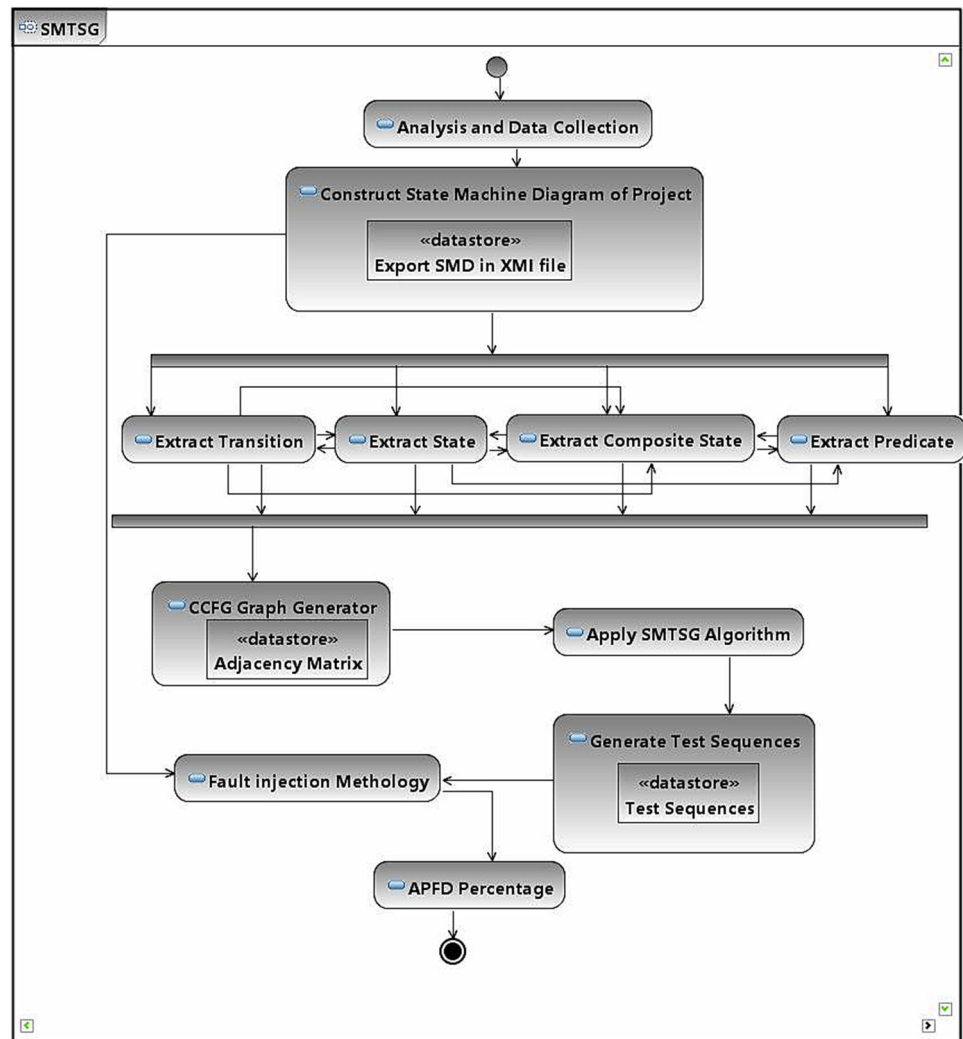 SMTSG
Analysis and Data Collection
Construct State Machine Diagram of Project
«datastore»
Export SMD in XMI file
Extract Transition
Extract State
Extract Composite State
Extract Predicate
CCFG Graph Generator
«datastore»
Adjacency Matrix
Apply SMTSG Algorithm
Generate Test Sequences
«datastore»
Test Sequences
Fault injection Methology
APFD Percentage